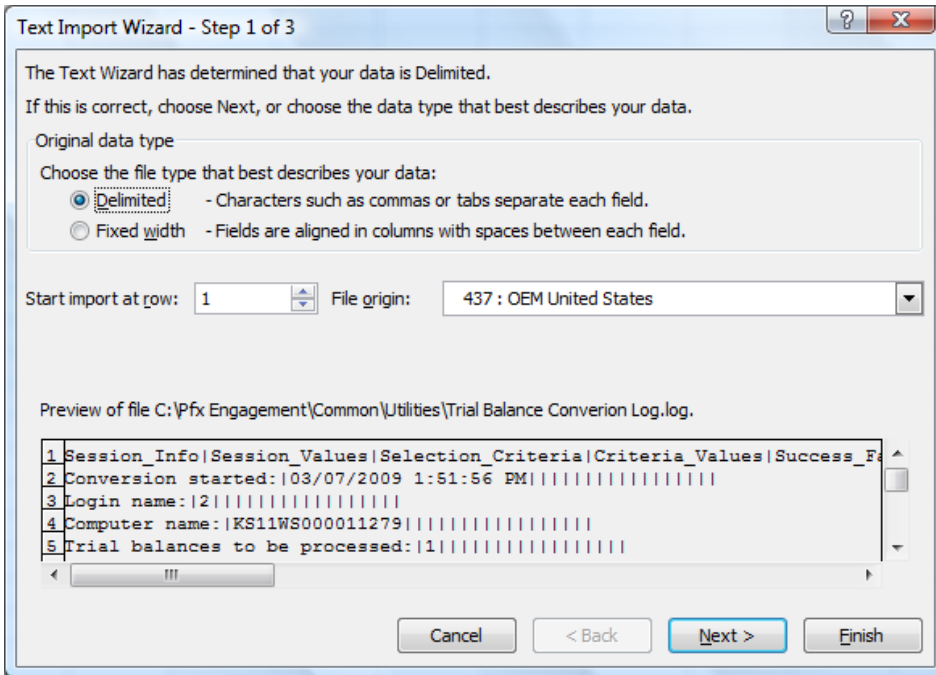 Text Import Wizard - Step 1 of 3
The Text Wizard has determined that your data is Delimited.
If this is correct, choose Next, or choose the data type that best describes your data.
Original data type
Choose the file type that best describes your data:
Delimited - Characters such as commas or tabs separate each field.
Fixed width - Fields are aligned in columns with spaces between each field.
Start import at row: 1 File origin: 437 : OEM United States
Preview of file C:\Pfx Engagement\Common\Utilities\Trial Balance Converion Log.log.
1 Session_Info|Session_Values|Selection_Criteria|Criteria_Values|Success_Fa
2 Conversion started:|03/07/2009 1:51:56 PM|||||||||||||||||
3 Login name:|2|||||||||||||||||
4 Computer name:|KS11WS000011279|||||||||||||||||
5 Trial balances to be processed:|1|||||||||||||||||
Cancel < Back Next > Finish